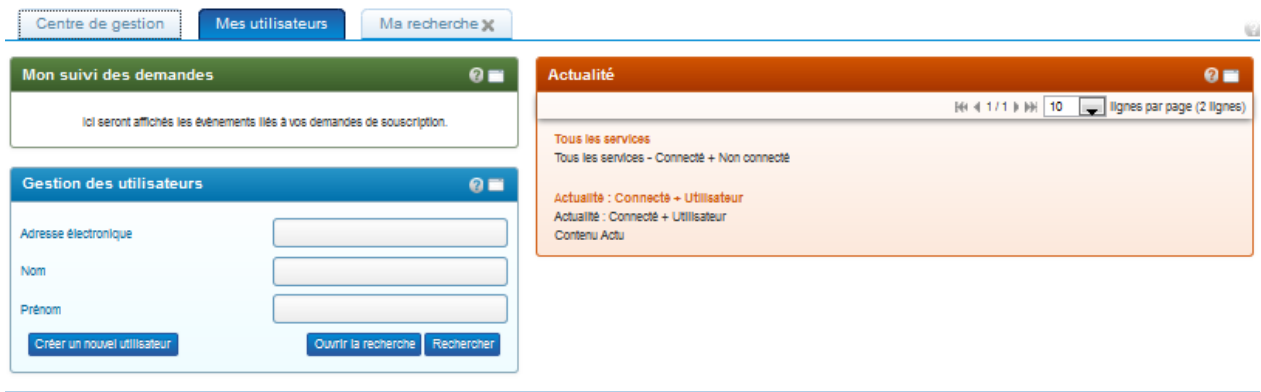 Centre de gestion
Mes utilisateurs
Ma recherche
Mon suivi des demandes
Ici seront affichés les évènements liés à vos demandes de souscription.
Gestion des utilisateurs
Adresse électronique
Nom
Prénom
Créer un nouvel utilisateur
Ouvrir la recherche
Rechercher
Actualité
1 / 1
10
lignes par page (2 lignes)
Tous les services
Tous les services - Connecté + Non connecté
Actualité : Connecté + Utilisateur
Actualité : Connecté + Utilisateur
Contenu Actu